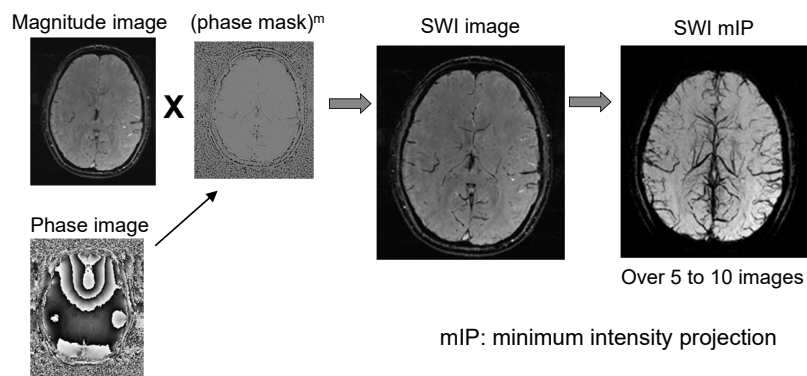 Magnitude image
(phase mask)ᵐ
SWI image
SWI mIP
X
Phase image
Over 5 to 10 images
mIP: minimum intensity projection